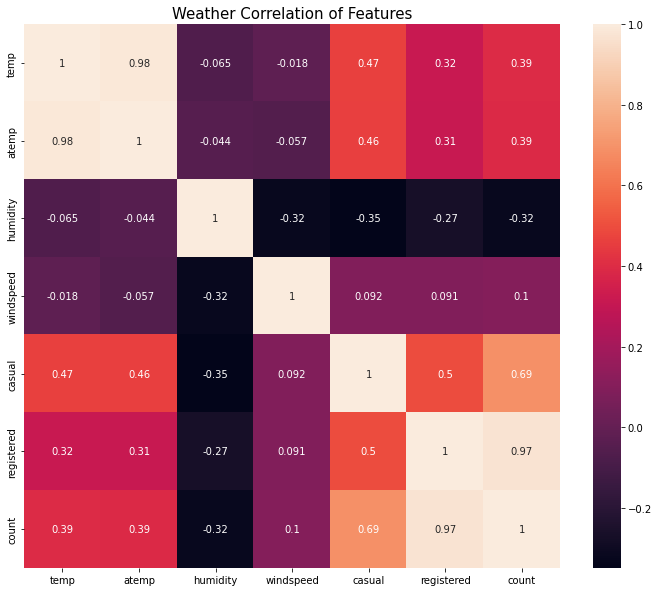 Weather Correlation of Features
temp 1 0.98 -0.065 -0.018 0.47 0.32 0.39
atemp 0.98 1 -0.044 -0.057 0.46 0.31 0.39
humidity -0.065 -0.044 1 -0.32 -0.35 -0.27 -0.32
windspeed -0.018 -0.057 -0.32 1 0.092 0.091 0.1
casual 0.47 0.46 -0.35 0.092 1 0.5 0.69
registered 0.32 0.31 -0.27 0.091 0.5 1 0.97
count 0.39 0.39 -0.32 0.1 0.69 0.97 1
temp atemp humidity windspeed casual registered count
1.0
0.8
0.6
0.4
0.2
0.0
−0.2